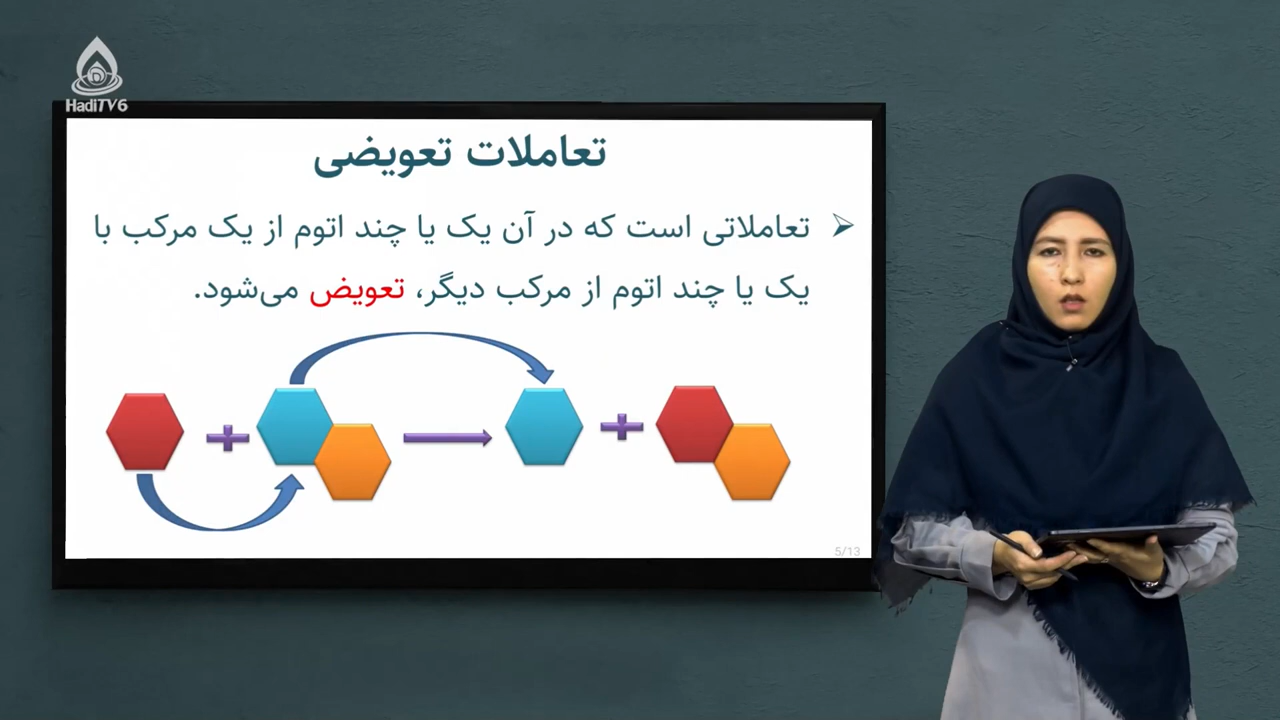 HadiTV6
تعاملات تعویضی
تعاملاتی است که در آن یک یا چند اتوم از یک مرکب با
یک یا چند اتوم از مرکب دیگر، تعویض می‌شود.
5/13